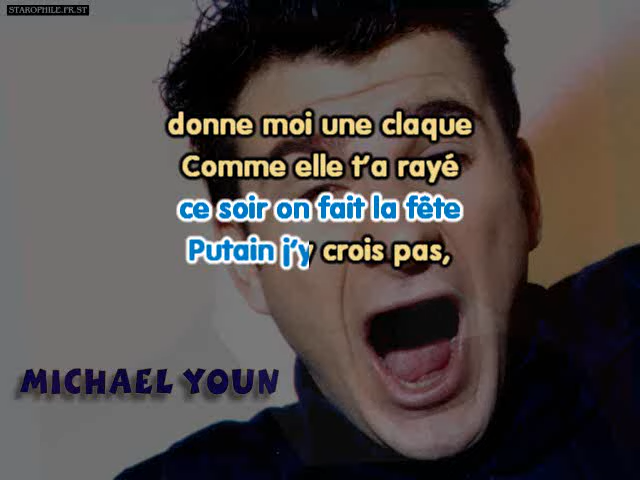 STAROPHILE.FR.ST
donne moi une claque
Comme elle t'a rayé
ce soir on fait la fête
Putain j'y crois pas,
MICHAEL YOUN